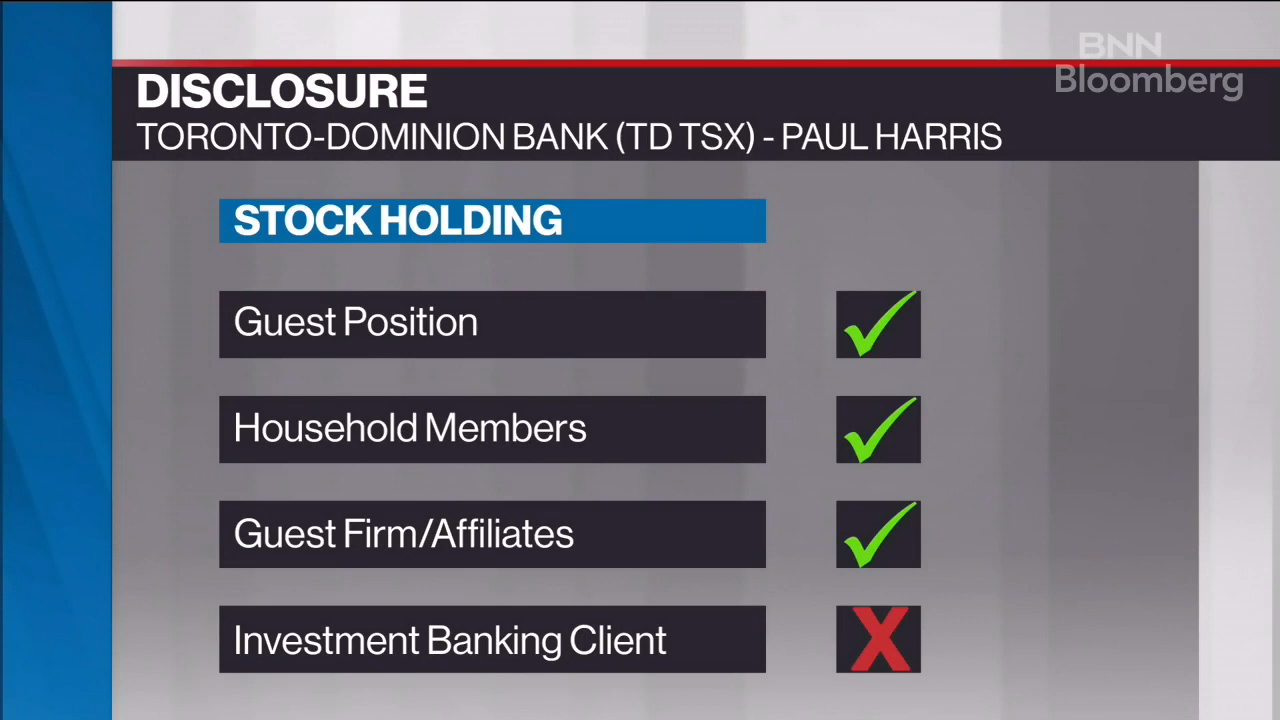 BNN
Bloomberg
DISCLOSURE
TORONTO-DOMINION BANK (TD TSX) - PAUL HARRIS
STOCK HOLDING
Guest Position
Household Members
Guest Firm/Affiliates
Investment Banking Client
X